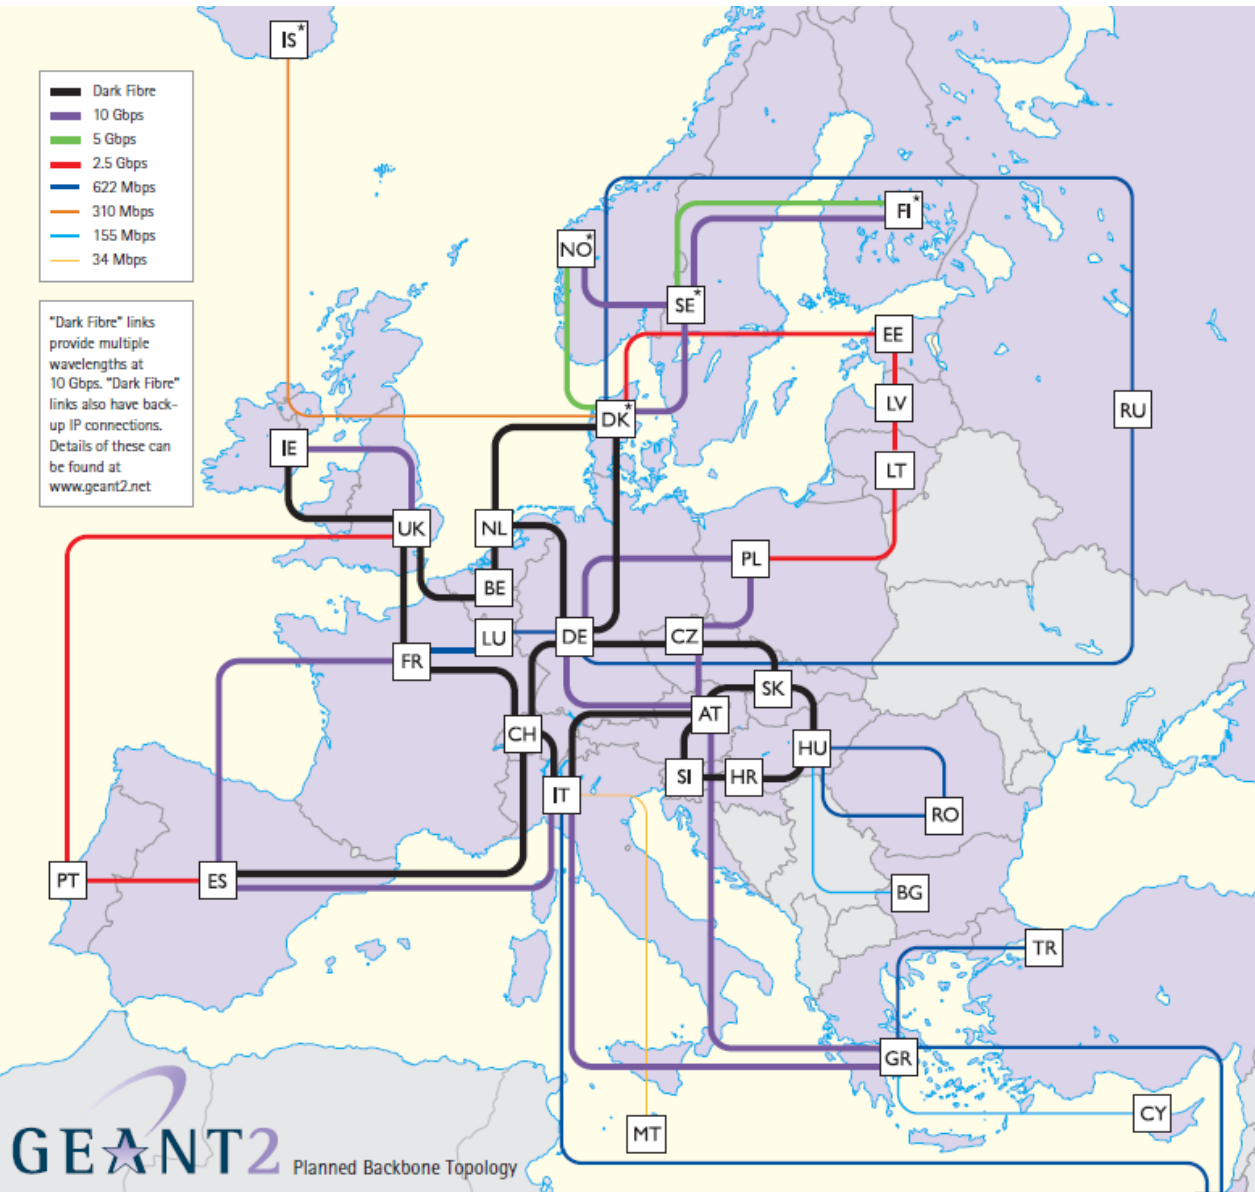 IS*
Dark Fibre
10 Gbps
5 Gbps
2.5 Gbps
622 Mbps
310 Mbps
155 Mbps
34 Mbps
"Dark Fibre" links
provide multiple
wavelengths at
10 Gbps. "Dark Fibre"
links also have back-
up IP connections.
Details of these can
be found at
www.geant2.net
FI*
NO*
SE*
EE
LV
RU
DK*
IE
LT
UK
NL
PL
BE
LU
DE
CZ
FR
SK
AT
CH
HU
SI
HR
IT
RO
PT
ES
BG
TR
GR
CY
MT
GEANT2
Planned Backbone Topology